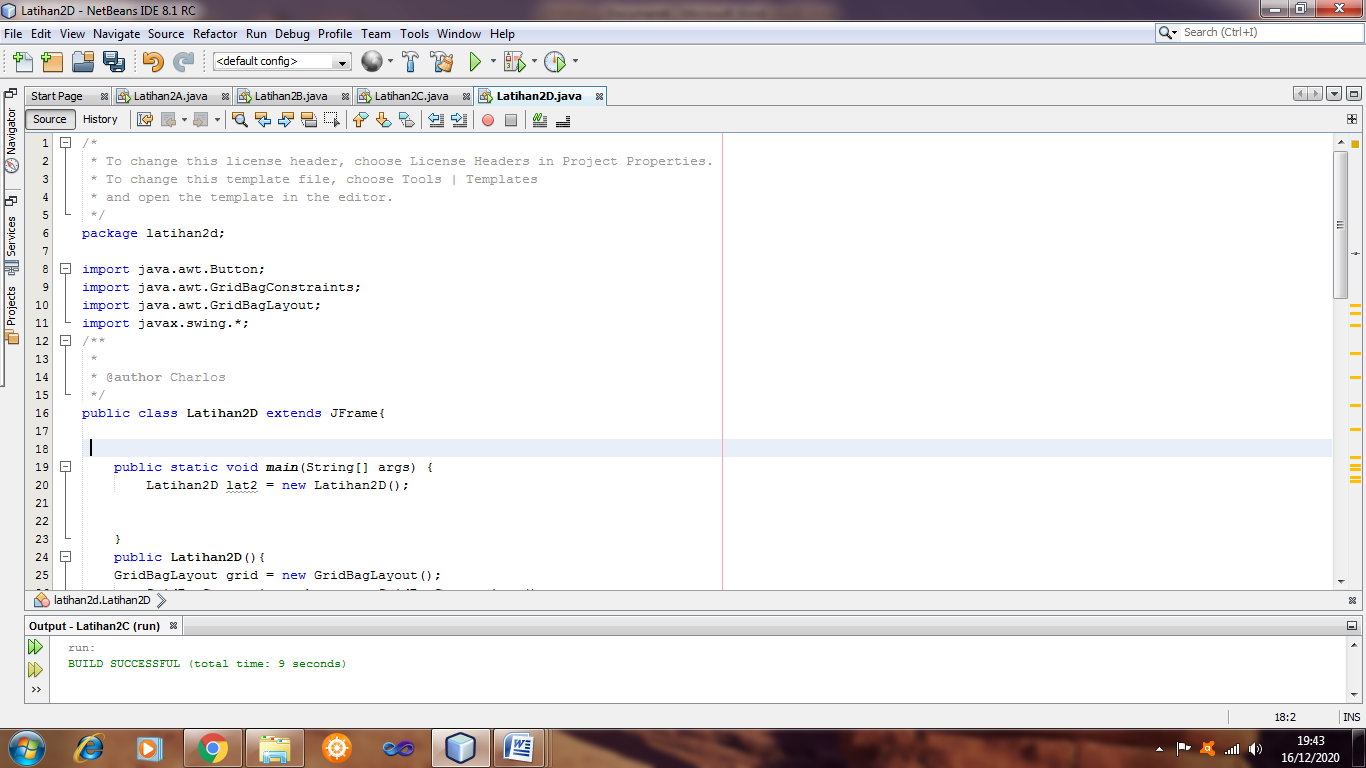 Latihan2D - NetBeans IDE 8.1 RC
File Edit View Navigate Source Refactor Run Debug Profile Team Tools Window Help
Search (Ctrl+I)
<default config>
Start Page Latihan2A.java Latihan2B.java Latihan2C.java Latihan2D.java
Source History
Navigator
Services
Projects
1 /*
2 * To change this license header, choose License Headers in Project Properties.
3 * To change this template file, choose Tools | Templates
4 * and open the template in the editor.
5 */
6 package latihan2d;
7
8 import java.awt.Button;
9 import java.awt.GridBagConstraints;
10 import java.awt.GridBagLayout;
11 import javax.swing.*;
12 /**
13 *
14 * @author Charlos
15 */
16 public class Latihan2D extends JFrame{
17
18
19 public static void main(String[] args) {
20 Latihan2D lat2 = new Latihan2D();
21
22
23 }
24 public Latihan2D(){
25 GridBagLayout grid = new GridBagLayout();
latihan2d.Latihan2D
Output - Latihan2C (run)
run:
BUILD SUCCESSFUL (total time: 9 seconds)
18:2 INS
19:43
16/12/2020